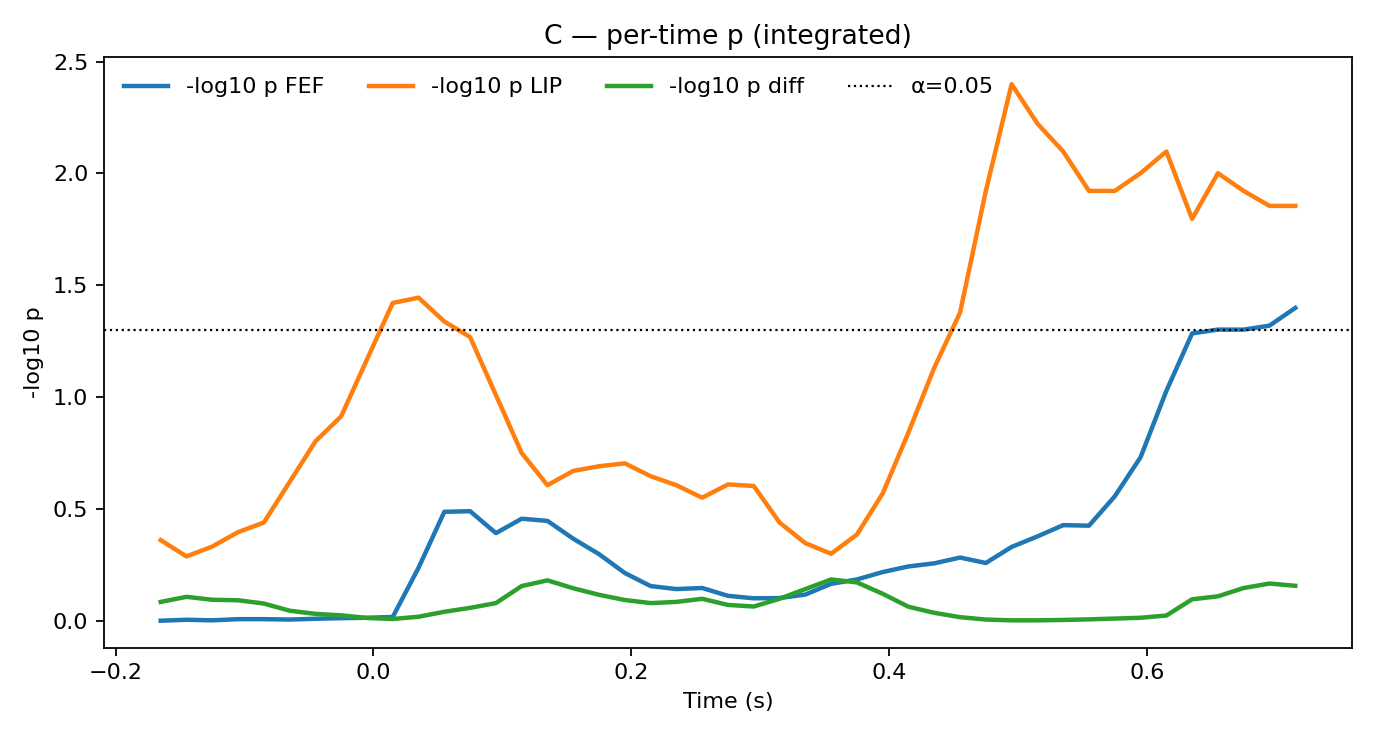 C — per-time p (integrated)
-log10 p FEF -log10 p LIP -log10 p diff α=0.05
-log10 p
2.5
2.0
1.5
1.0
0.5
0.0
−0.2 0.0 0.2 0.4 0.6
Time (s)